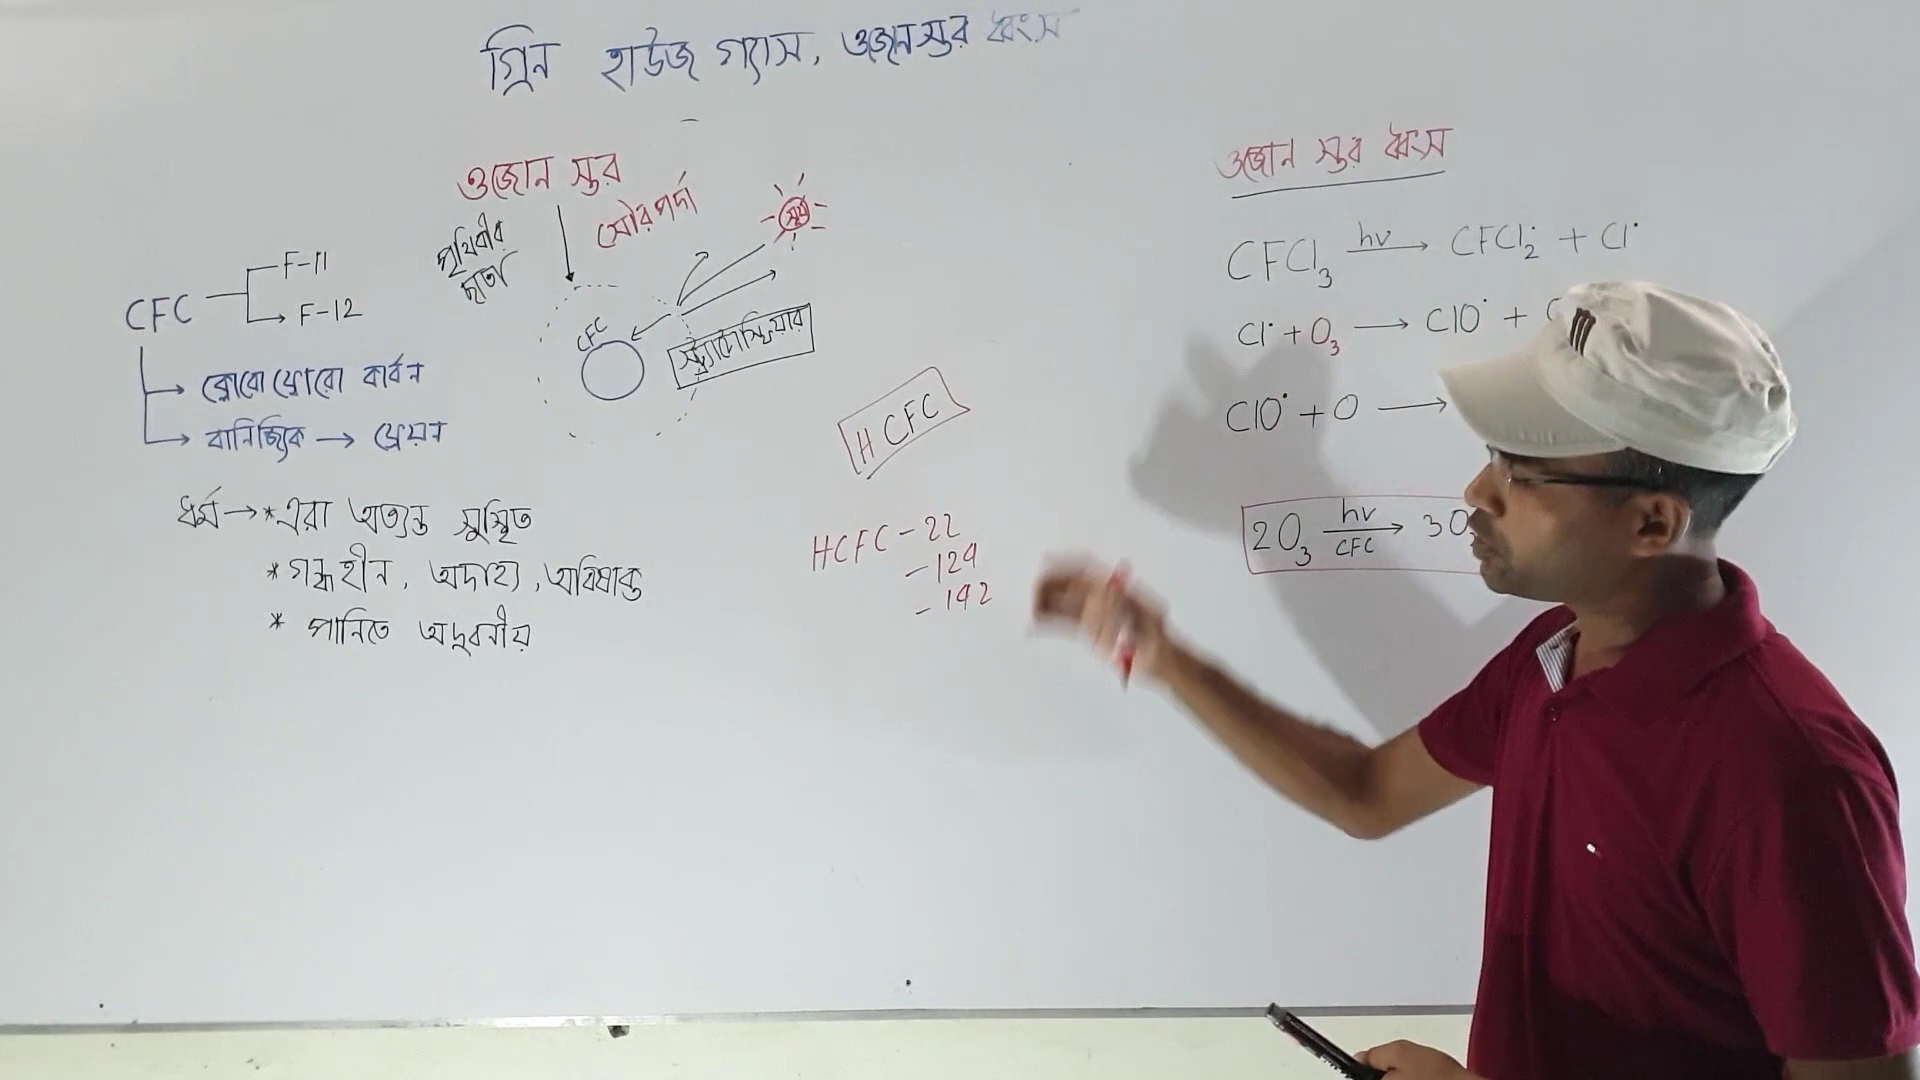 গ্রিন হাউজ গ্যাস, ওজোনস্তর ধ্বংস
ওজোন স্তর
সৌরপর্দা
পৃথিবীর
ছাতা
সূর্য
CFC
স্ট্র্যাটোস্ফিয়ার
CFC
F-11
→ F-12
→ ক্লোরো ফ্লোরো কার্বন
→ বানিজ্যিক → ফ্রেয়ন
ধর্ম → * এরা অত্যন্ত সুস্থিত
* গন্ধহীন, অদাহ্য, অবিষাক্ত
* পানিতে অদ্রবনীয়
HCFC
HCFC - 22
- 124
- 142
ওজোন স্তর ধ্বংস
CFCl₃ hν → CFCl₂˙ + Cl˙
Cl˙ + O₃ → ClO˙ +
ClO˙ + O →
2O₃ hν → CFC 3O